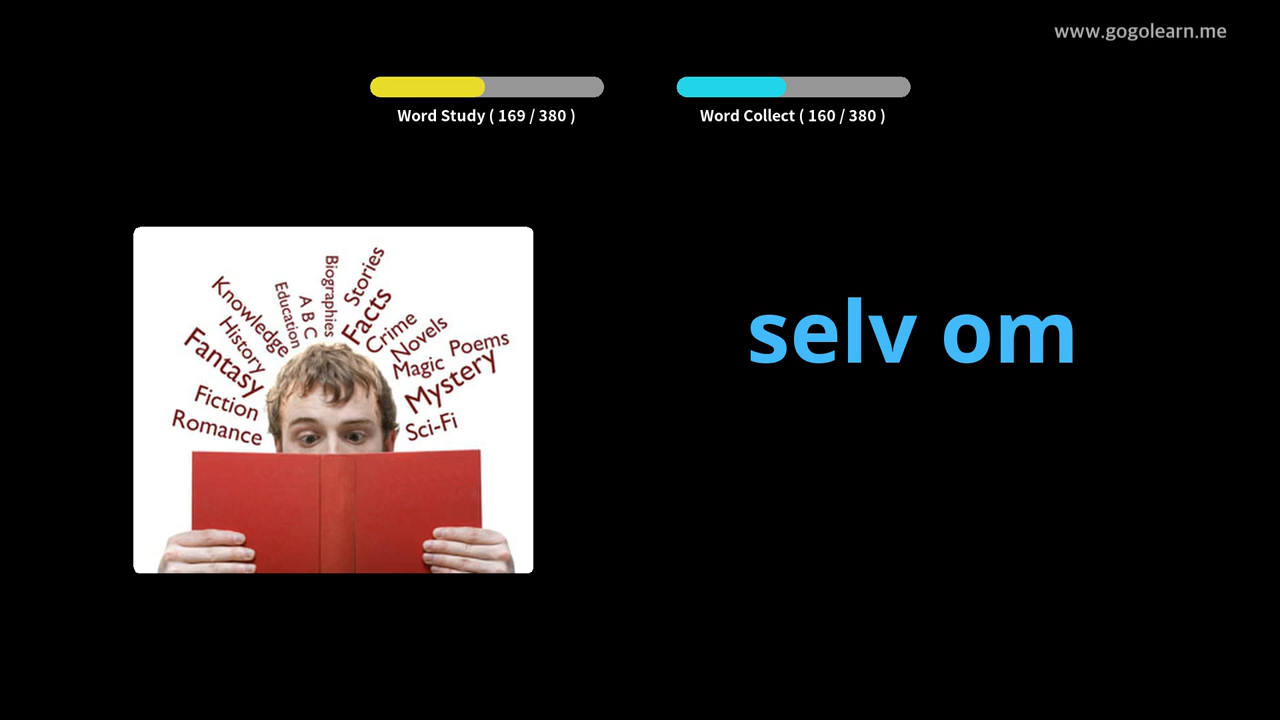 www.gogolearn.me
Word Study ( 169 / 380 )
Word Collect ( 160 / 380 )
Biographies
Stories
Education
A B C
Facts
Knowledge
Crime
History
Novels
Poems
Fantasy
Magic
Mystery
Fiction
Romance
Sci-Fi
selv om